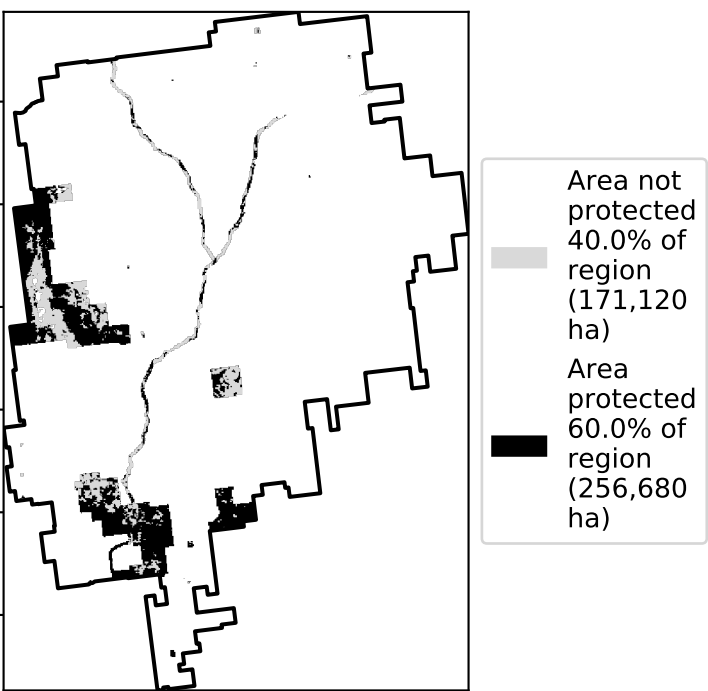 Area not
protected
40.0% of
region
(171,120
ha)
Area
protected
60.0% of
region
(256,680
ha)